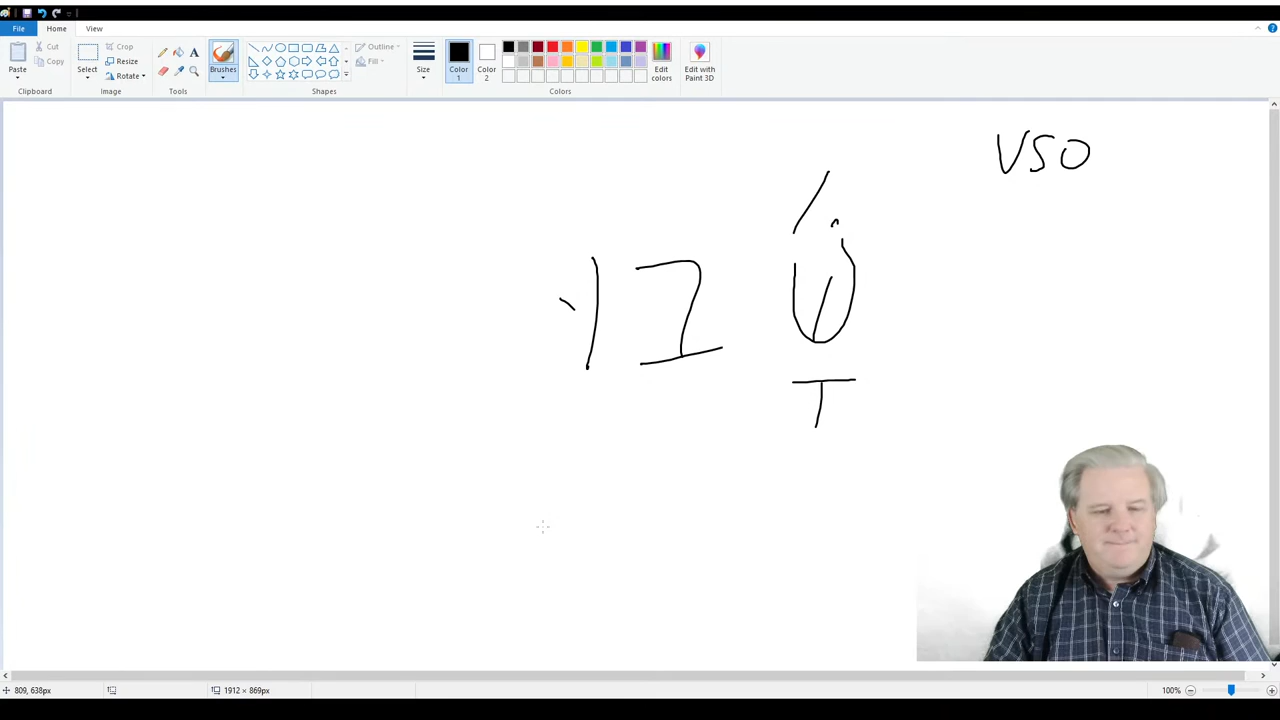 File Home View
Cut
Copy
Paste
Clipboard
Crop
Resize
Rotate
Select
Image
A
Tools
Brushes
Outline
Fill
Shapes
Size
Color 1
Color 2
Edit colors
Colors
Edit with Paint 3D
VSO
שָׁבוּ
809, 638px
1912 × 869px
100%